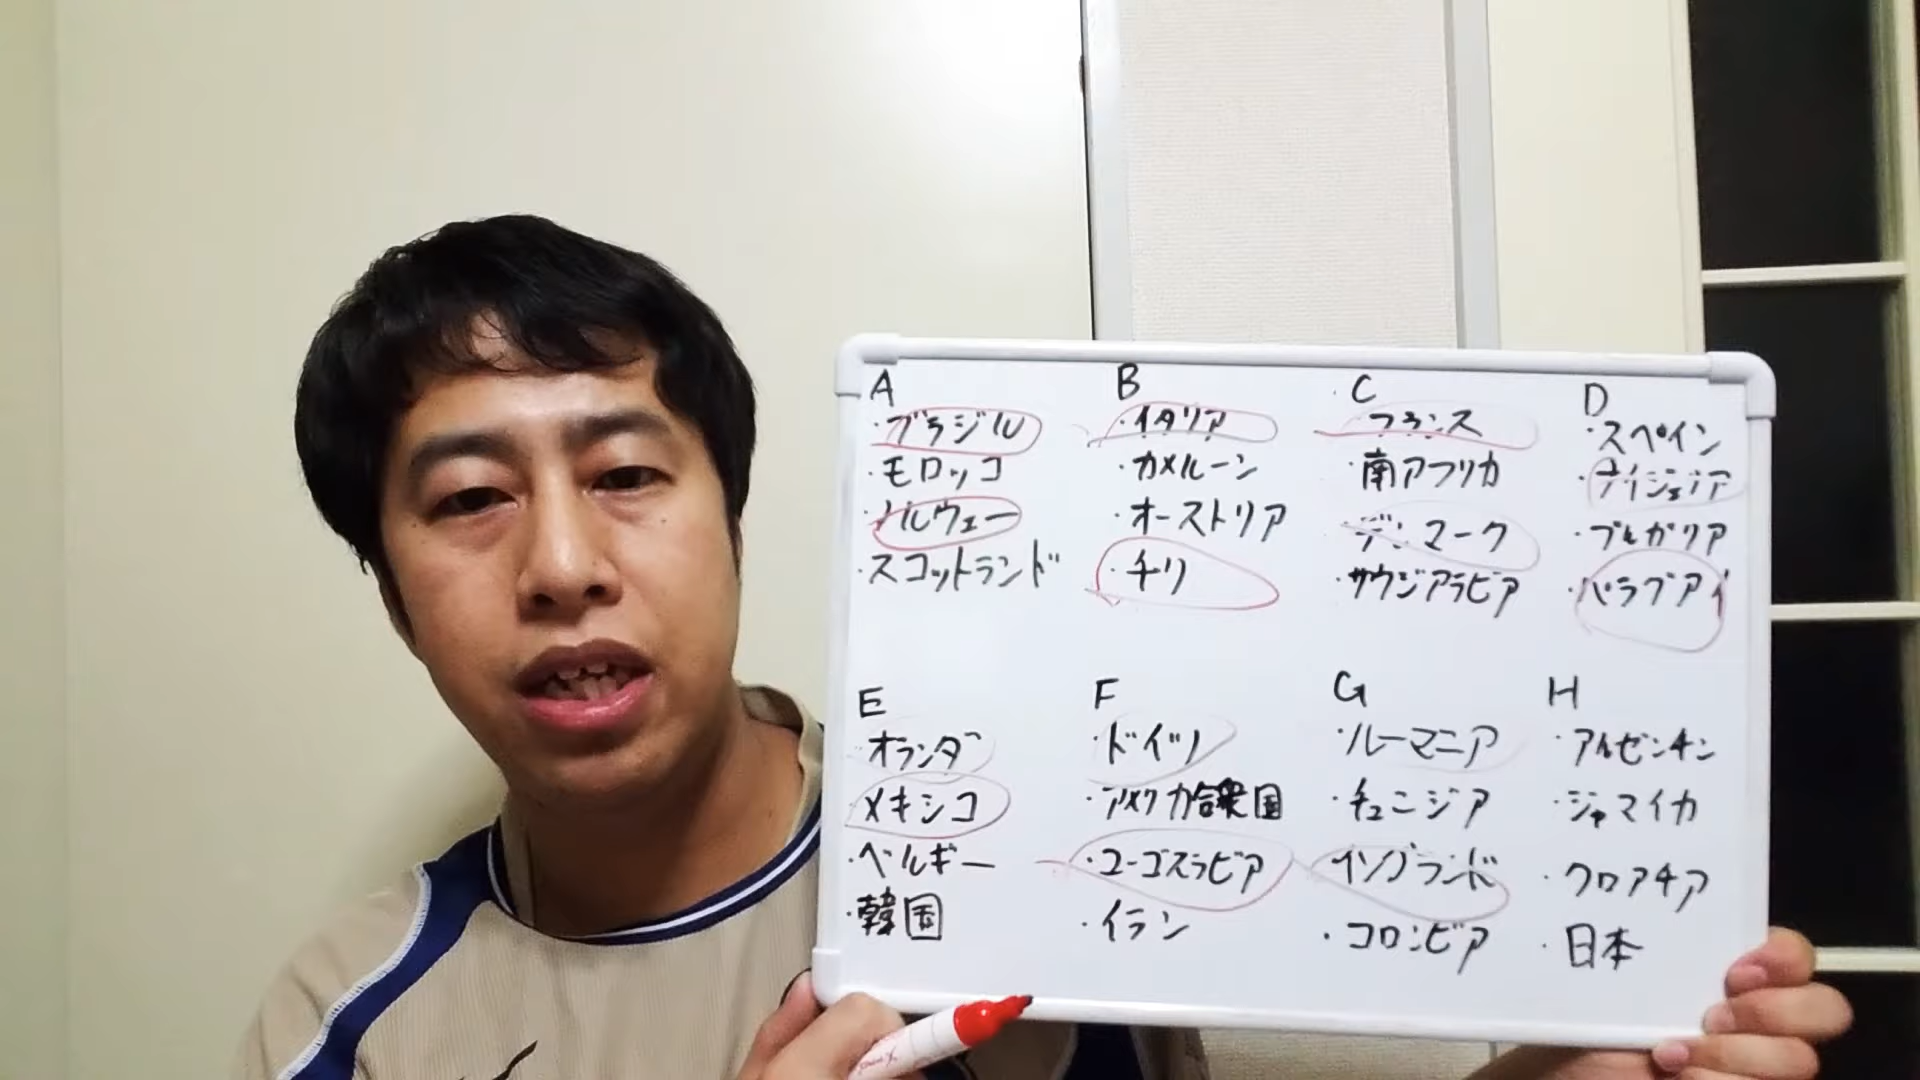 A
・ブラジル
・モロッコ
・ノルウェー
・スコットランド
B
・イタリア
・カメルーン
・オーストリア
・チリ
・C
・フランス
・南アフリカ
・デンマーク
・サウジアラビア
D
・スペイン
・ナイジェリア
・ブルガリア
・パラグアイ
E
・オランダ
・メキシコ
・ベルギー
・韓国
F
・ドイツ
・アメリカ合衆国
・ユーゴスラビア
・イラン
G
・ルーマニア
・チュニジア
・イングランド
・コロンビア
H
・アルゼンチン
・ジャマイカ
・クロアチア
・日本